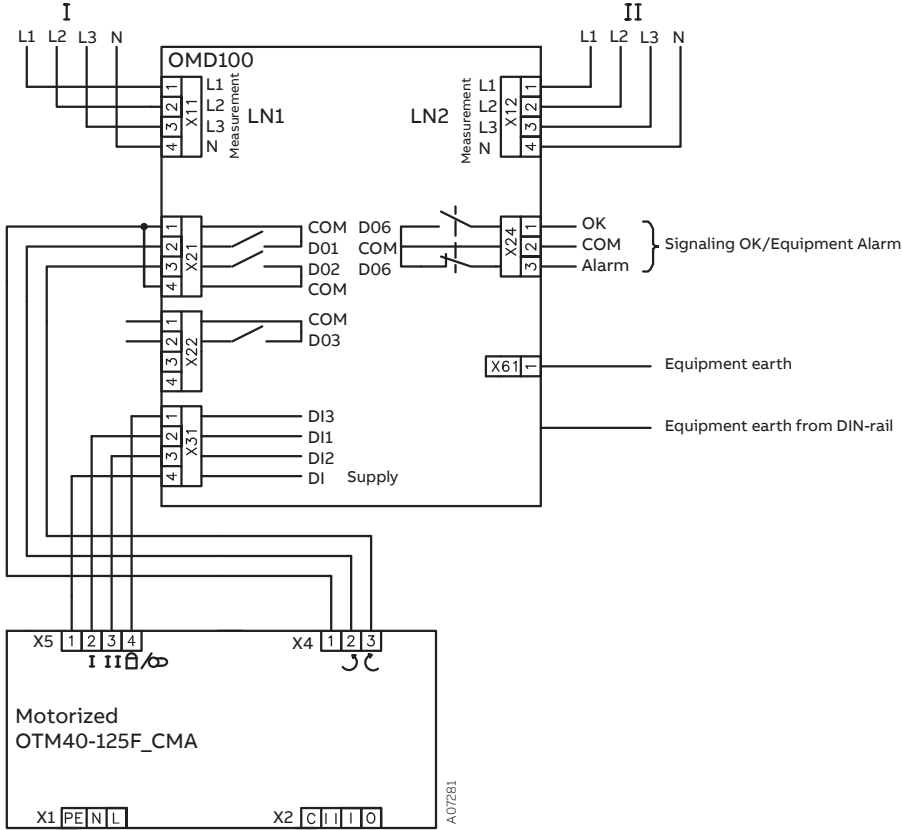 I
II
L1 L2 L3 N
L1 L2 L3 N
OMD100
1 2 3 4
X11
L1
L2
L3
N
Measurement
LN1
LN2
Measurement
L1
L2
L3
N
X12
1 2 3 4
1 2 3 4
X21
COM
D01
D02
COM
D06
COM
D06
X24
1 2 3
OK
COM
Alarm
Signaling OK/Equipment Alarm
1 2 3 4
X22
COM
D03
X61 1
Equipment earth
1 2 3 4
X31
DI3
DI1
DI2
DI Supply
Equipment earth from DIN-rail
X5 1 2 3 4
I II /
X4 1 2 3
Motorized
OTM40-125F_CMA
X1 PE N L
X2 C II I O
A07281